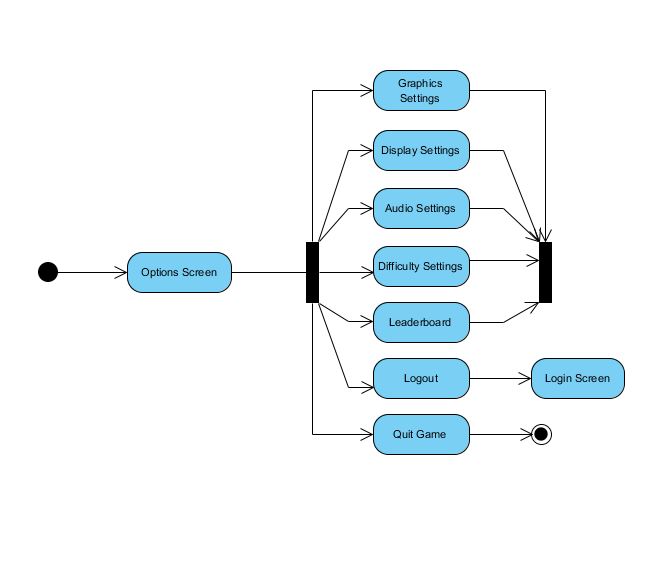 Graphics
Settings
Display Settings
Audio Settings
Options Screen
Difficulty Settings
Leaderboard
Logout
Login Screen
Quit Game